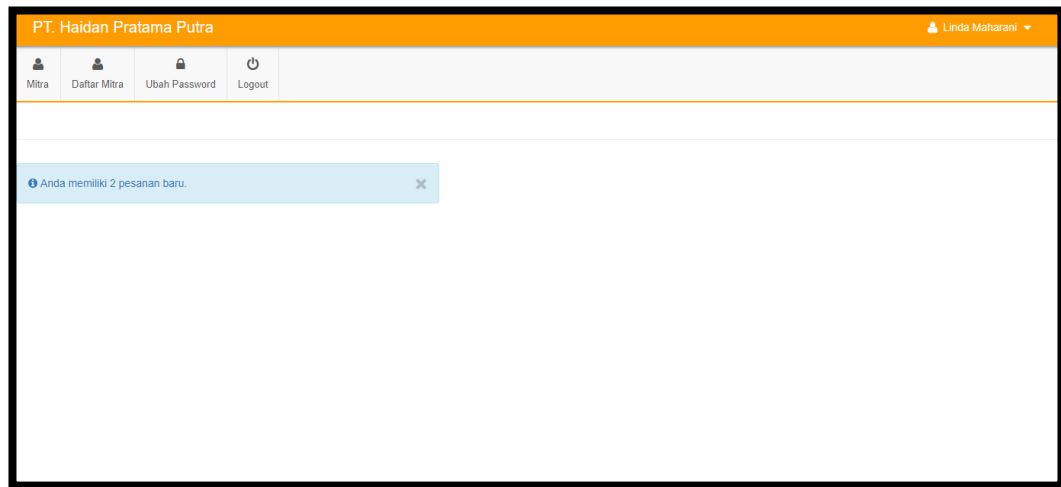 PT. Haidan Pratama Putra
Linda Maharani
Mitra
Daftar Mitra
Ubah Password
Logout
Anda memiliki 2 pesanan baru.